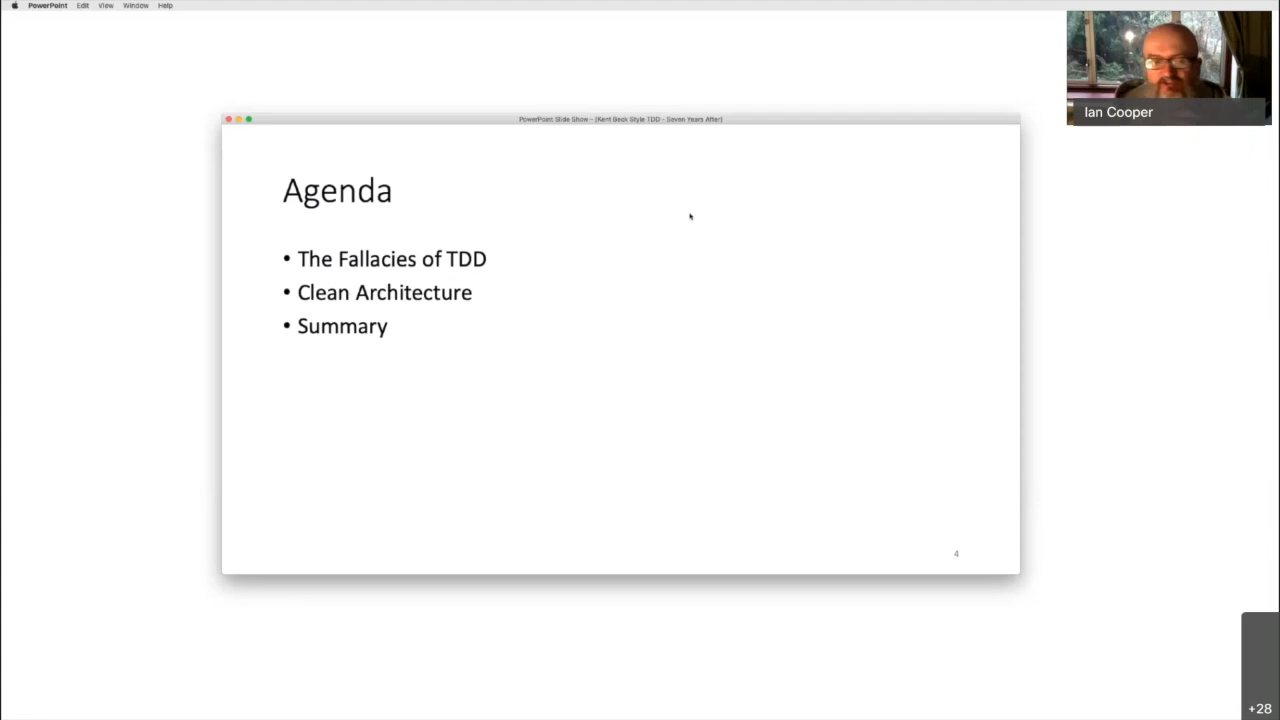 PowerPoint Edit View Window Help
Ian Cooper
PowerPoint Slide Show - [Kent Beck Style TDD - Seven Years After]
Agenda
• The Fallacies of TDD
• Clean Architecture
• Summary
4
+28